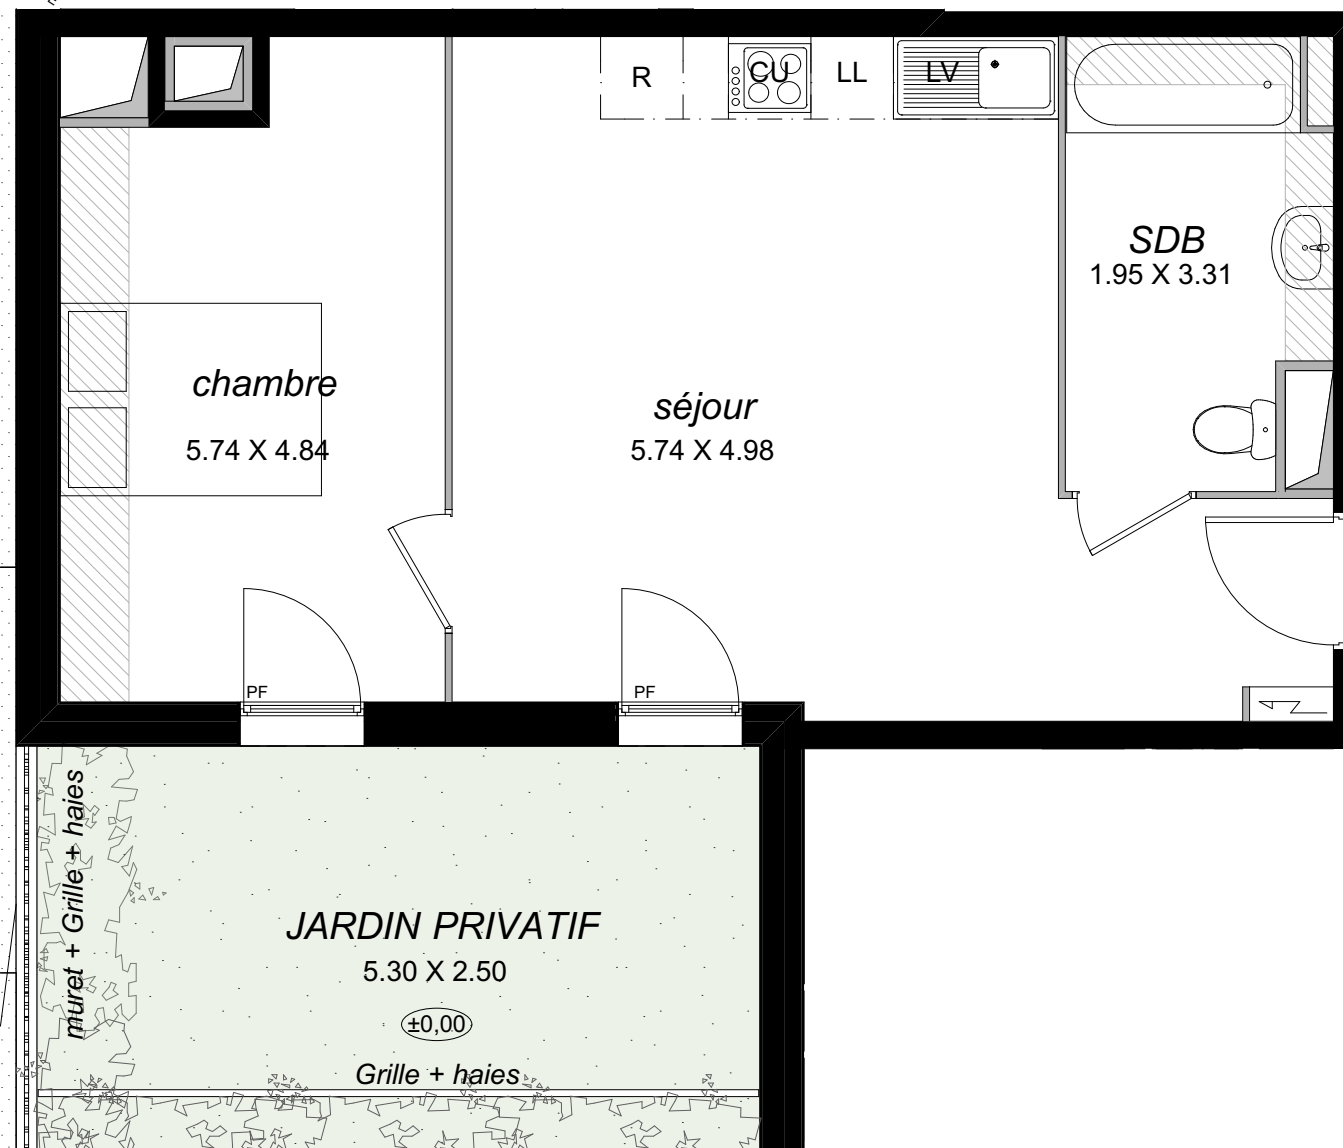 R
CU
LL
LV
SDB
1.95 X 3.31
chambre
5.74 X 4.84
séjour
5.74 X 4.98
PF
PF
muret + Grille + haies
JARDIN PRIVATIF
5.30 X 2.50
±0,00
Grille + haies